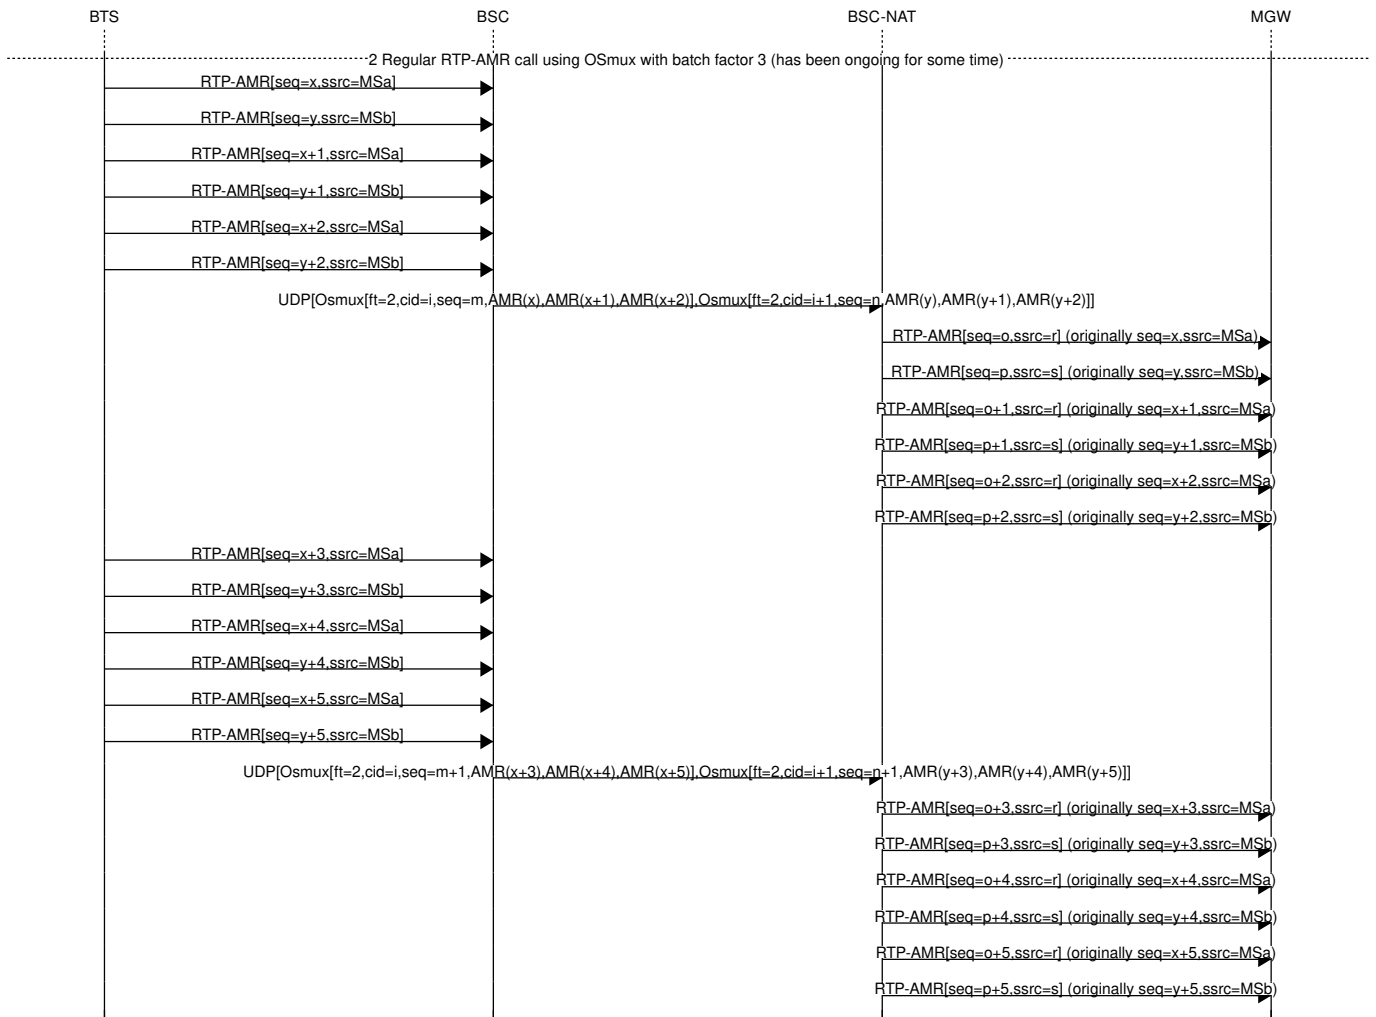 BTS BSC BSC-NAT MGW
2 Regular RTP-AMR call using OSmux with batch factor 3 (has been ongoing for some time)
RTP-AMR[seq=x,ssrc=MSa]
RTP-AMR[seq=y,ssrc=MSb]
RTP-AMR[seq=x+1,ssrc=MSa]
RTP-AMR[seq=y+1,ssrc=MSb]
RTP-AMR[seq=x+2,ssrc=MSa]
RTP-AMR[seq=y+2,ssrc=MSb]
UDP[Osmux[ft=2,cid=i,seq=m,AMR(x),AMR(x+1),AMR(x+2)],Osmux[ft=2,cid=i+1,seq=n,AMR(y),AMR(y+1),AMR(y+2)]]
RTP-AMR[seq=o,ssrc=r] (originally seq=x,ssrc=MSa)
RTP-AMR[seq=p,ssrc=s] (originally seq=y,ssrc=MSb)
RTP-AMR[seq=o+1,ssrc=r] (originally seq=x+1,ssrc=MSa)
RTP-AMR[seq=p+1,ssrc=s] (originally seq=y+1,ssrc=MSb)
RTP-AMR[seq=o+2,ssrc=r] (originally seq=x+2,ssrc=MSa)
RTP-AMR[seq=p+2,ssrc=s] (originally seq=y+2,ssrc=MSb)
RTP-AMR[seq=x+3,ssrc=MSa]
RTP-AMR[seq=y+3,ssrc=MSb]
RTP-AMR[seq=x+4,ssrc=MSa]
RTP-AMR[seq=y+4,ssrc=MSb]
RTP-AMR[seq=x+5,ssrc=MSa]
RTP-AMR[seq=y+5,ssrc=MSb]
UDP[Osmux[ft=2,cid=i,seq=m+1,AMR(x+3),AMR(x+4),AMR(x+5)],Osmux[ft=2,cid=i+1,seq=n+1,AMR(y+3),AMR(y+4),AMR(y+5)]]
RTP-AMR[seq=o+3,ssrc=r] (originally seq=x+3,ssrc=MSa)
RTP-AMR[seq=p+3,ssrc=s] (originally seq=y+3,ssrc=MSb)
RTP-AMR[seq=o+4,ssrc=r] (originally seq=x+4,ssrc=MSa)
RTP-AMR[seq=p+4,ssrc=s] (originally seq=y+4,ssrc=MSb)
RTP-AMR[seq=o+5,ssrc=r] (originally seq=x+5,ssrc=MSa)
RTP-AMR[seq=p+5,ssrc=s] (originally seq=y+5,ssrc=MSb)